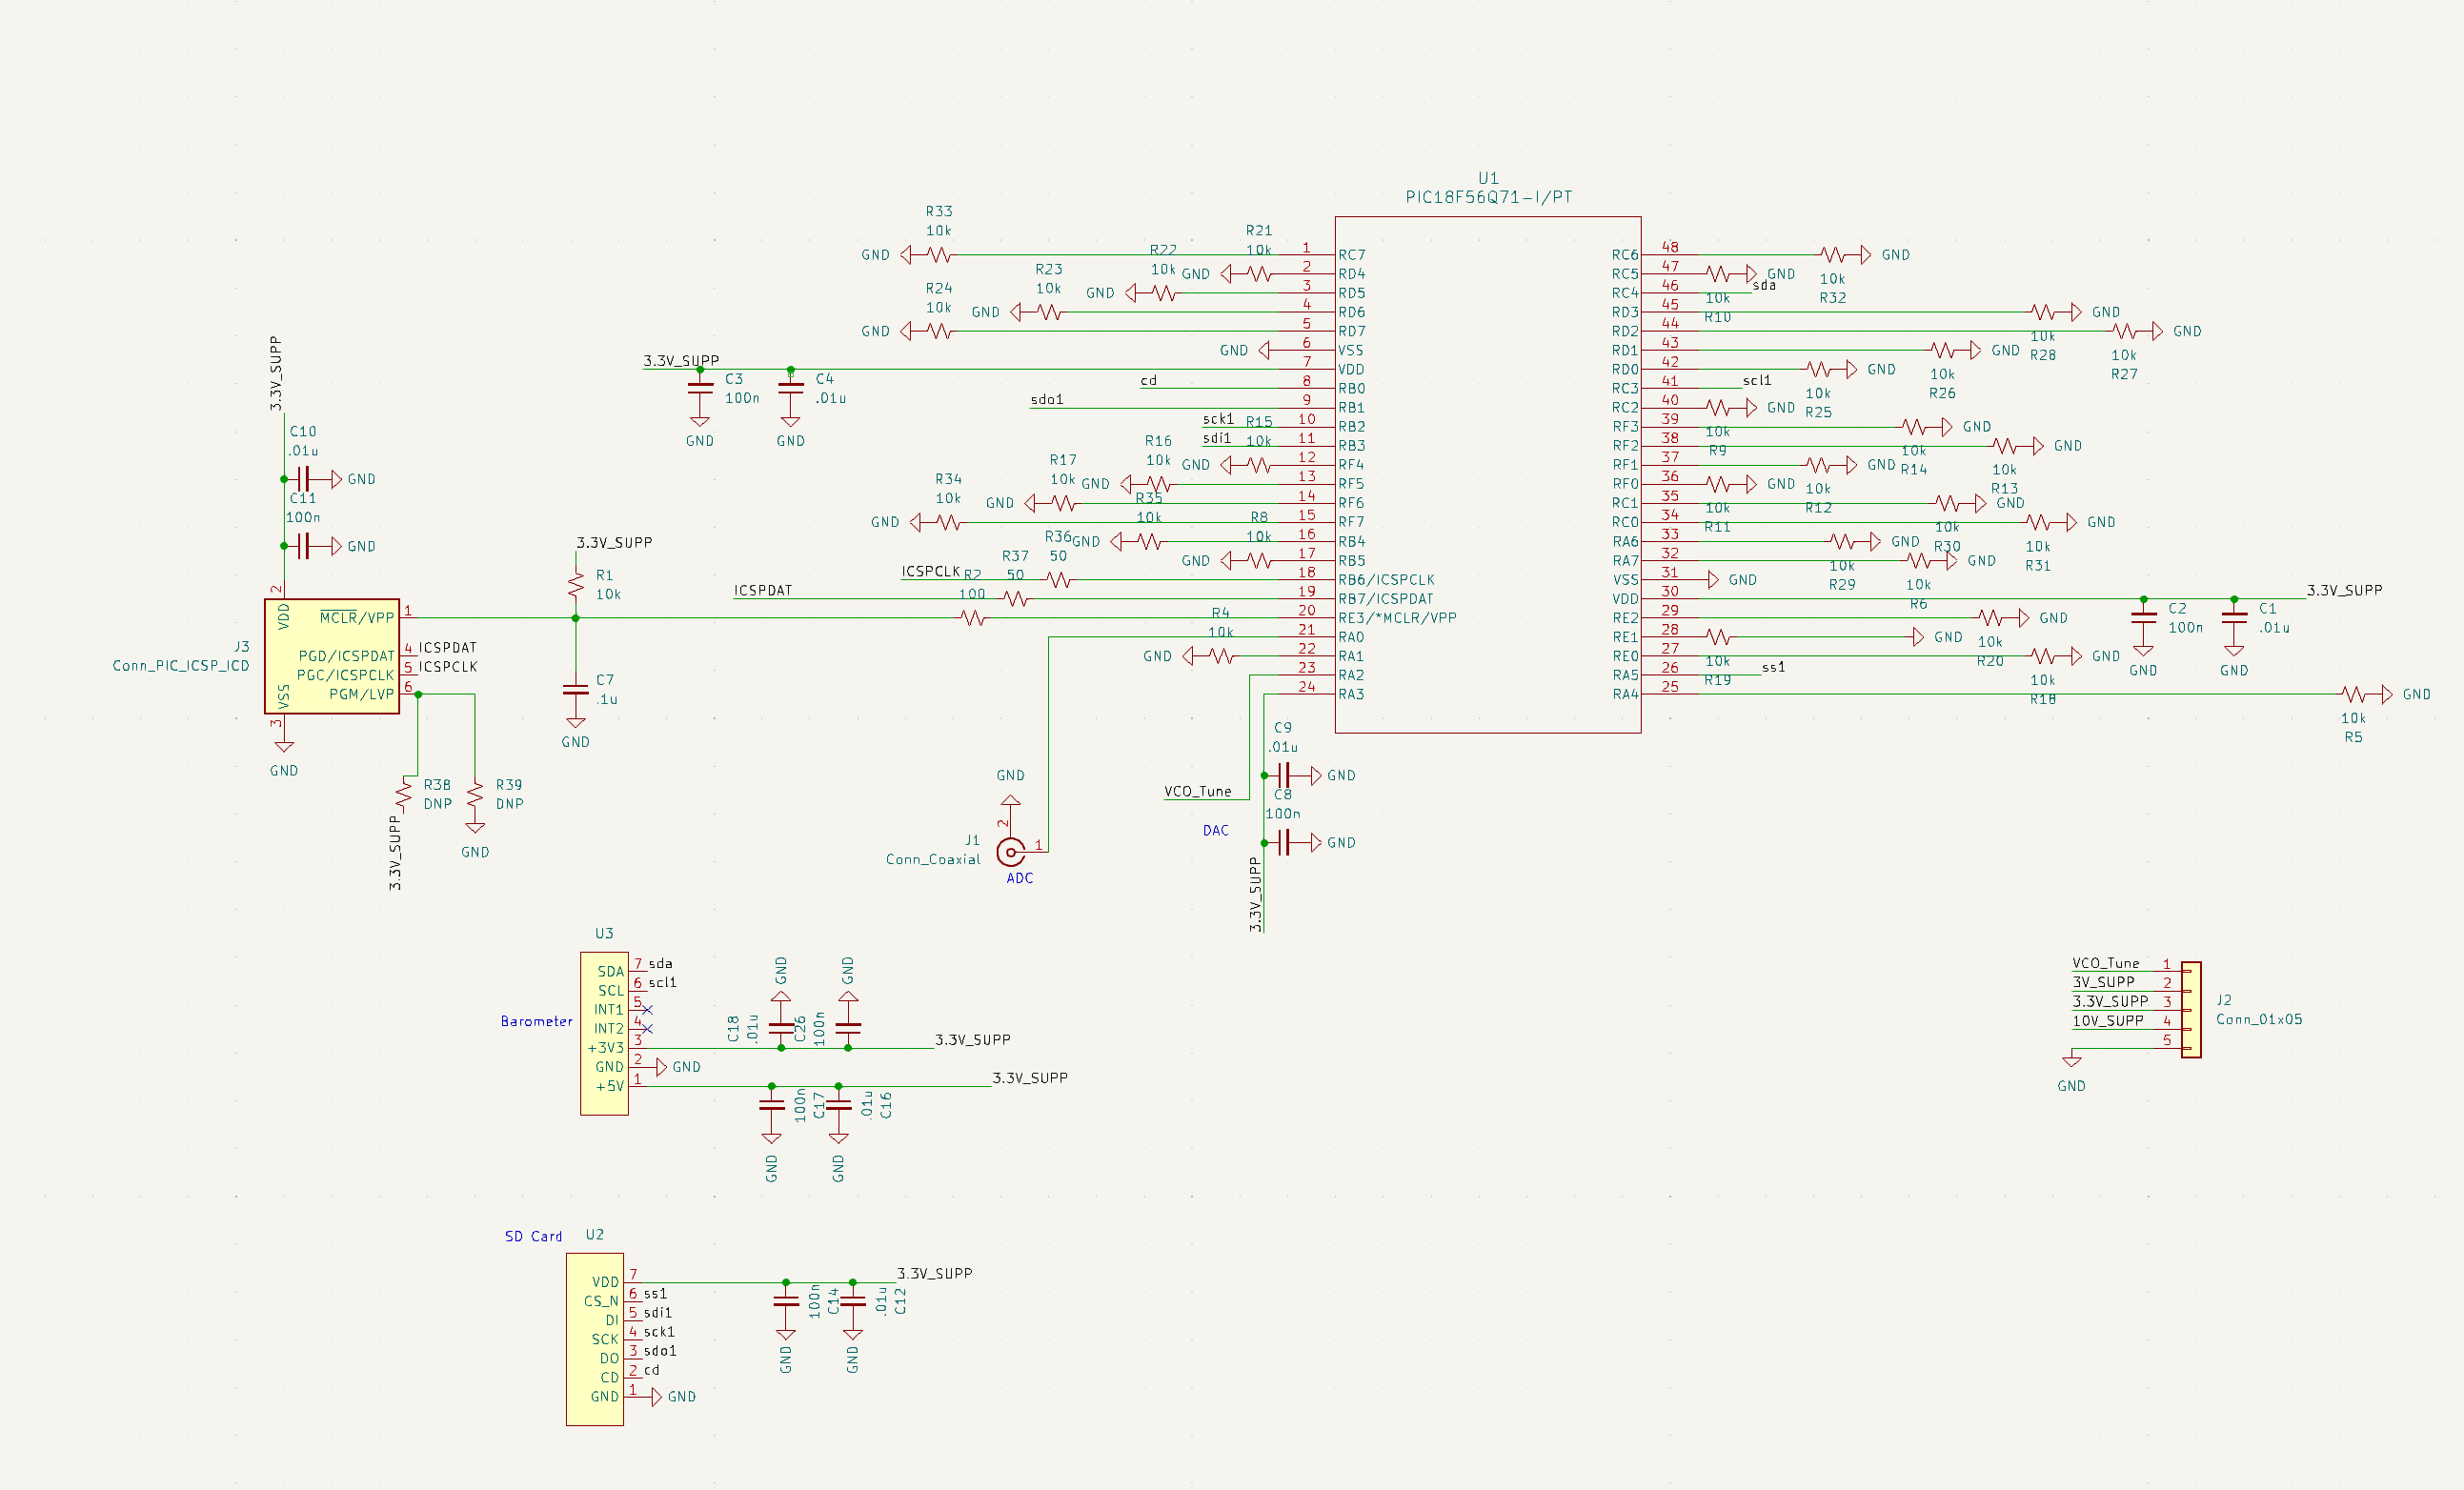 U1
PIC18F56Q71-I/PT
R33
10k
GND
R21
10k
R22
10k
GND
R23
10k
GND
R24
10k
GND
GND
1 RC7
2 RD4
3 RD5
4 RD6
5 RD7
6 VSS
7 VDD
8 RB0
9 RB1
10 RB2
11 RB3
12 RF4
13 RF5
14 RF6
15 RF7
16 RB4
17 RB5
18 RB6/ICSPCLK
19 RB7/ICSPDAT
20 RE3/*MCLR/VPP
21 RA0
22 RA1
23 RA2
24 RA3
RC6 48
RC5 47
RC4 46
RD3 45
RD2 44
RD1 43
RD0 42
RC3 41
RC2 40
RF3 39
RF2 38
RF1 37
RF0 36
RC1 35
RC0 34
RA6 33
RA7 32
VSS 31
VDD 30
RE2 29
RE1 28
RE0 27
RA5 26
RA4 25
GND
10k
R32
GND
sda
10k
R10
GND
10k
R28
GND
10k
R27
GND
10k
R26
GND
10k
R25
scl1
GND
10k
R9
GND
10k
R14
GND
10k
R13
GND
10k
R12
GND
10k
R11
GND
10k
R30
GND
10k
R31
GND
10k
R29
GND
10k
R6
GND
3.3V_SUPP
C2
100n
GND
C1
.01u
GND
GND
10k
R20
GND
10k
R19
GND
10k
R18
ss1
GND
10k
R5
3.3V_SUPP
C3
100n
GND
C4
.01u
GND
cd
sdo1
sck1
sdi1
R15
10k
GND
R16
10k
GND
R17
10k
GND
R34
10k
GND
R35
10k
GND
R8
10k
GND
R36
50
ICSPCLK
R37
50
ICSPDAT
R2
100
R4
10k
GND
3.3V_SUPP
C10
.01u
GND
C11
100n
GND
3.3V_SUPP
R1
10k
C7
.1u
GND
J3
Conn_PIC_ICSP_ICD
2
VDD
MCLR/VPP 1
PGD/ICSPDAT 4 ICSPDAT
PGC/ICSPCLK 5 ICSPCLK
PGM/LVP 6
VSS
3
GND
R38
DNP
3.3V_SUPP
R39
DNP
GND
GND
2
J1
Conn_Coaxial
1
ADC
VCO_Tune
DAC
C9
.01u
GND
C8
100n
GND
3.3V_SUPP
U3
Barometer
SDA 7 sda
SCL 6 scl1
INT1 5
INT2 4
+3V3 3
GND 2 GND
+5V 1
GND
GND
C18
.01u
C26
100n
3.3V_SUPP
3.3V_SUPP
100n
C17
.01u
C16
GND
GND
VCO_Tune 1
3V_SUPP 2
3.3V_SUPP 3
10V_SUPP 4
5
GND
J2
Conn_01x05
SD Card
U2
VDD 7
CS_N 6 ss1
DI 5 sdi1
SCK 4 sck1
DO 3 sdo1
CD 2 cd
GND 1 GND
3.3V_SUPP
100n
C14
.01u
C12
GND
GND